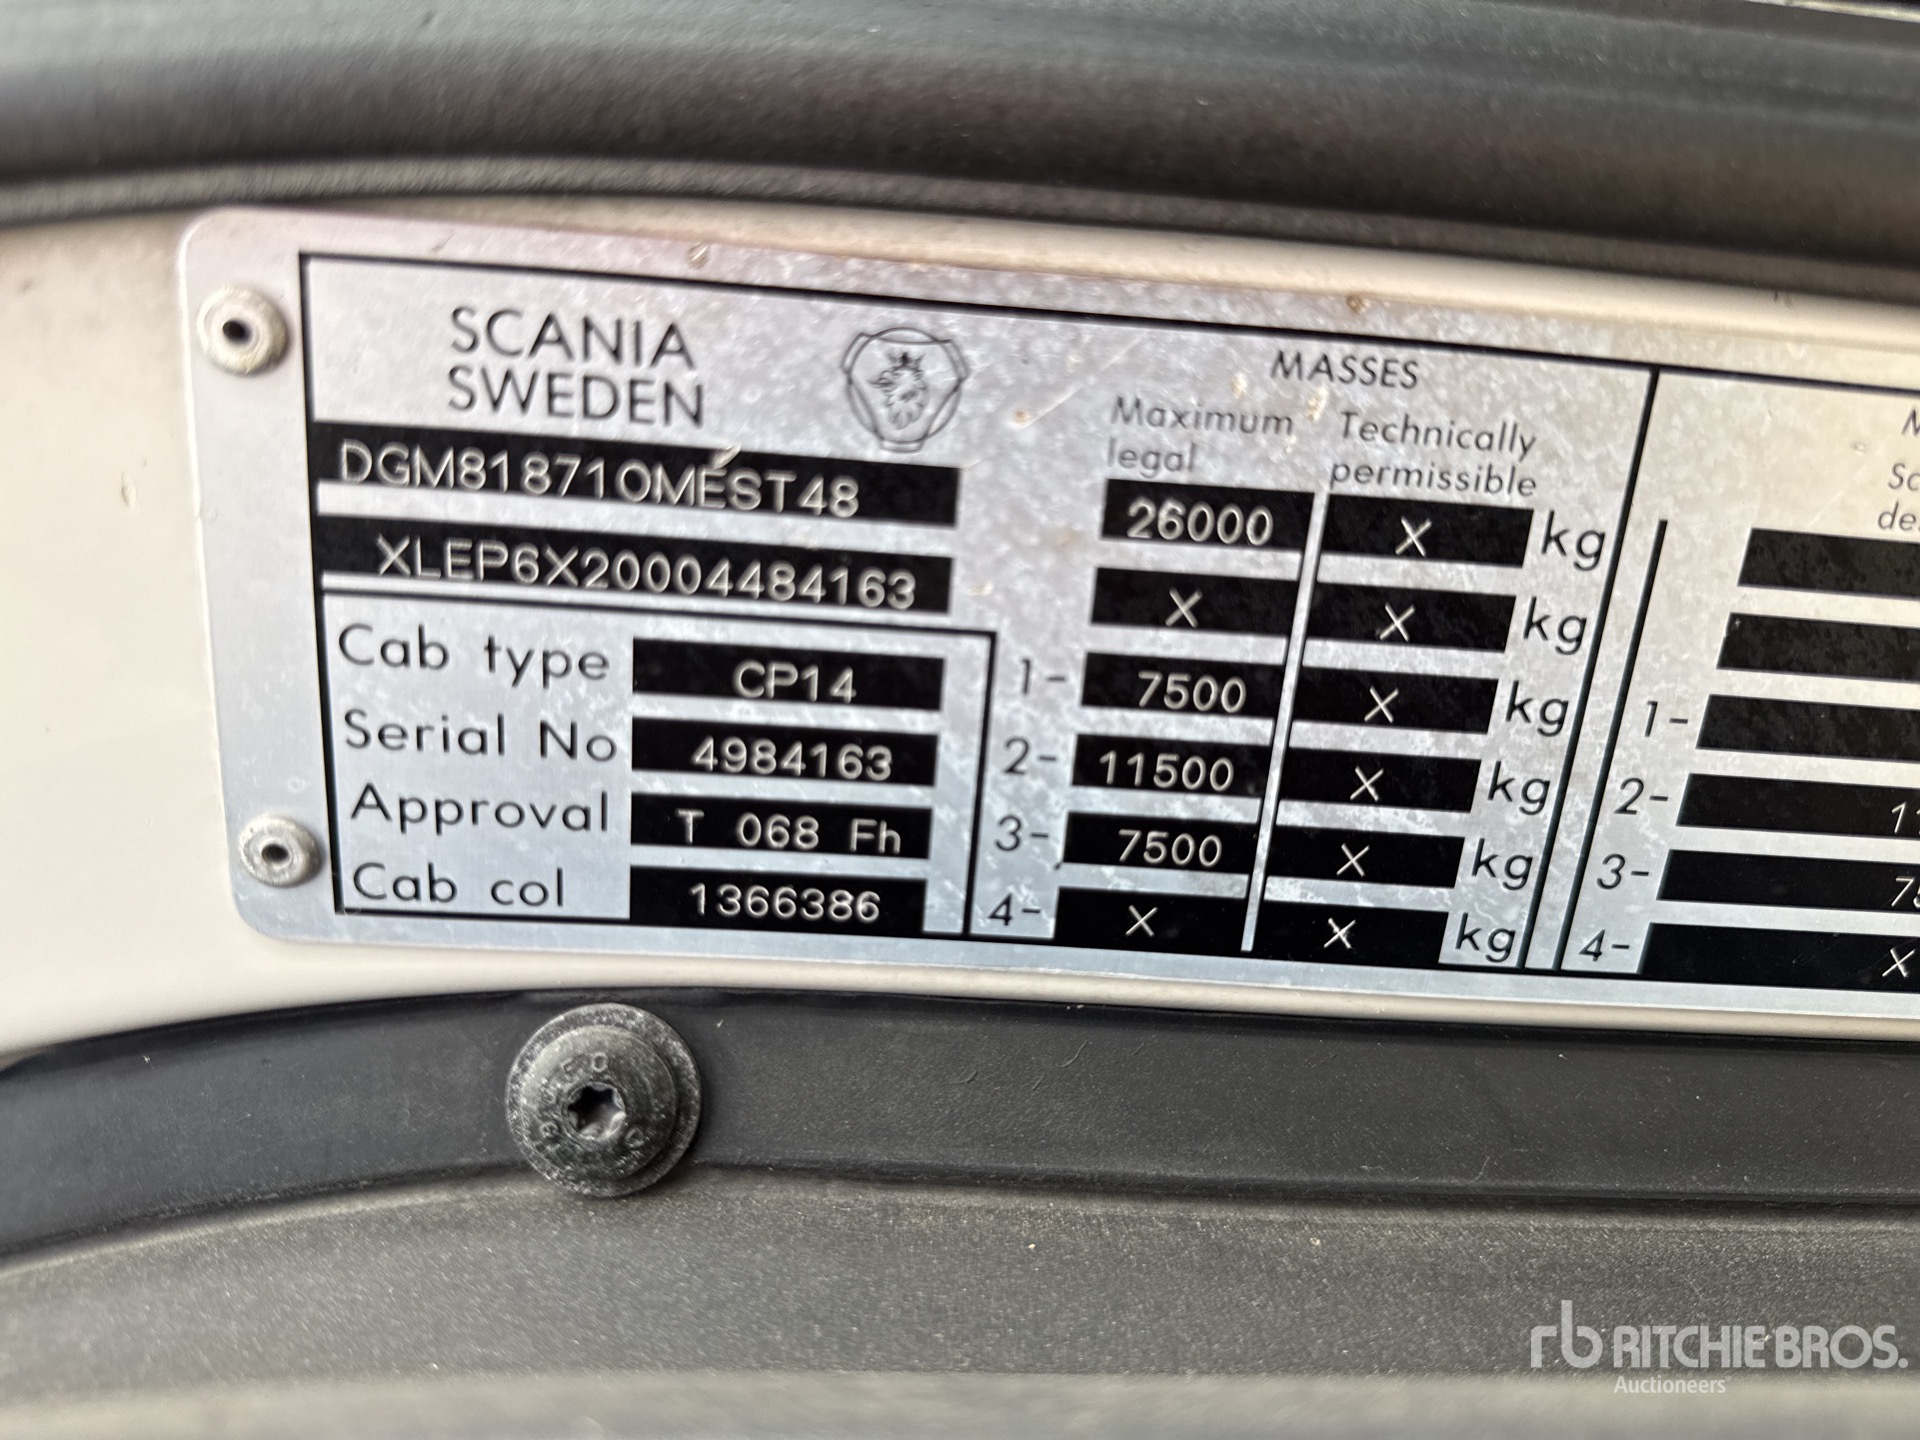 SCANIA
SWEDEN
DGM818710MEST48
XLEP6X20004484163
Cab type CP14
Serial No 4984163
Approval T 068 Fh
Cab col 1366386
MASSES
Maximum legal
Technically permissible
26000 X kg
X X kg
1- 7500 X kg
2- 11500 X kg
3- 7500 X kg
4- X X kg
1-
2-
3-
4- X
rb RITCHIE BROS.
Auctioneers